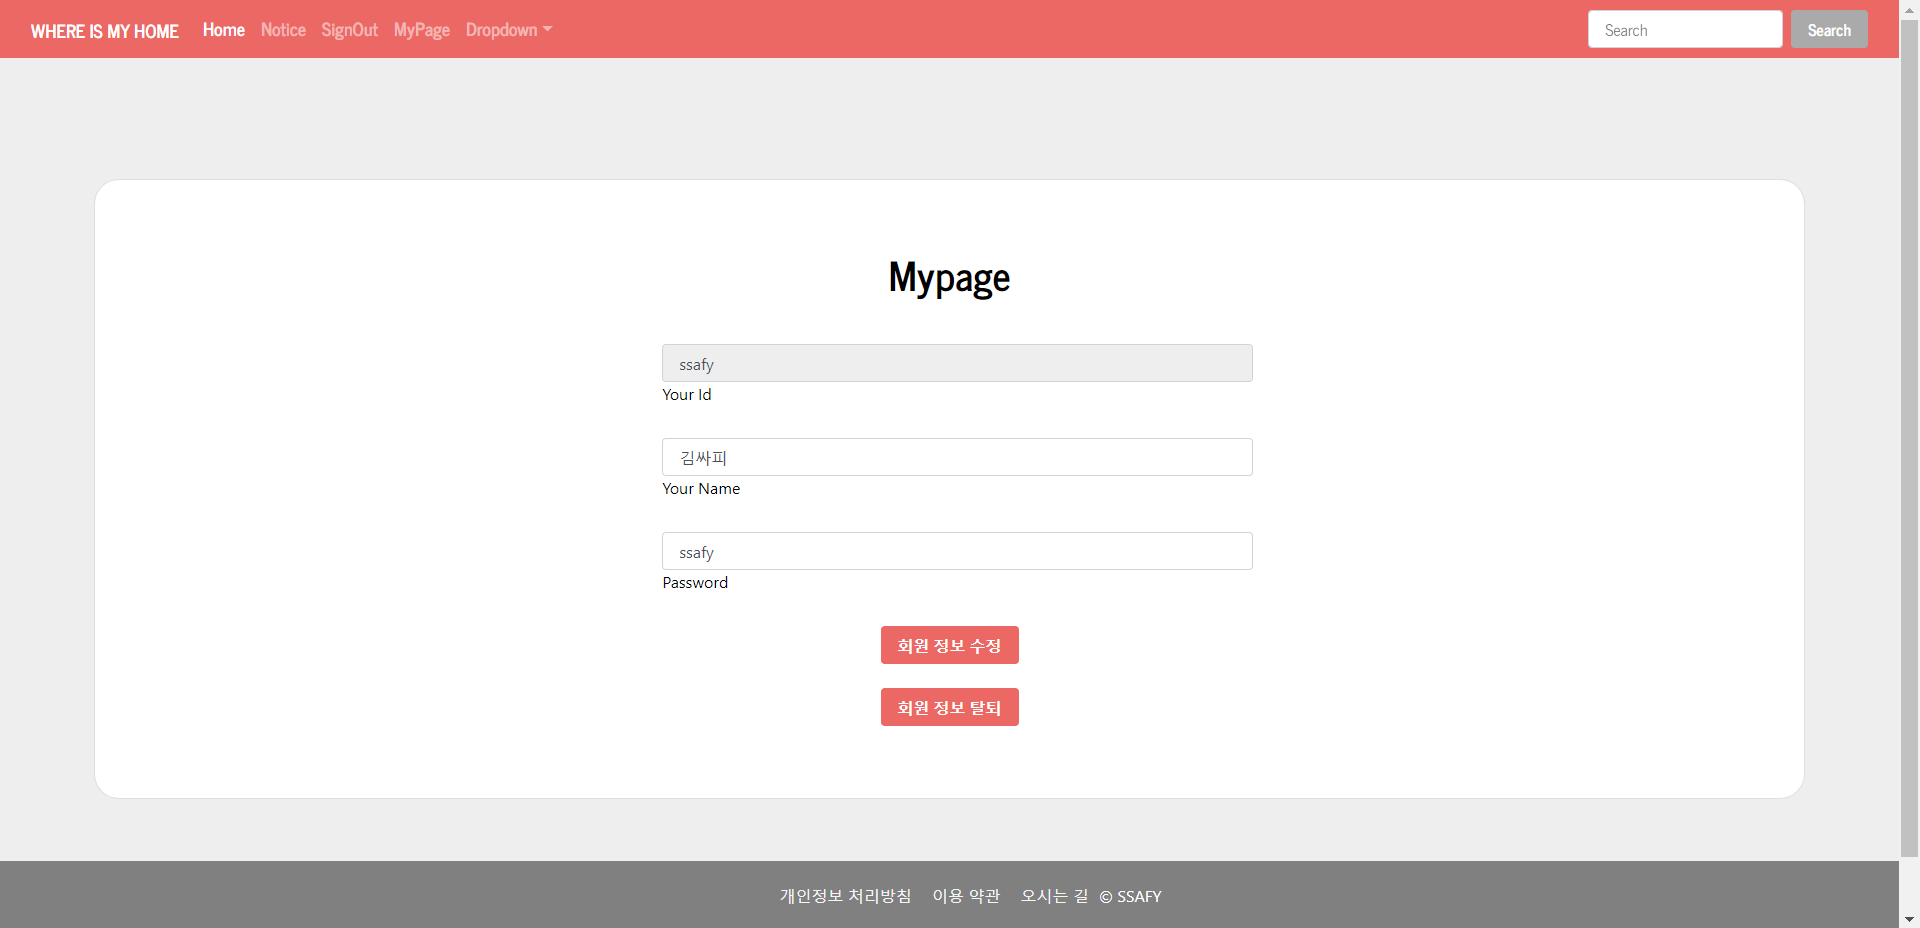 WHERE IS MY HOME Home Notice SignOut MyPage Dropdown Search Search
Mypage
ssafy
Your Id
김싸피
Your Name
ssafy
Password
회원 정보 수정
회원 정보 탈퇴
개인정보 처리방침 이용 약관 오시는 길 © SSAFY